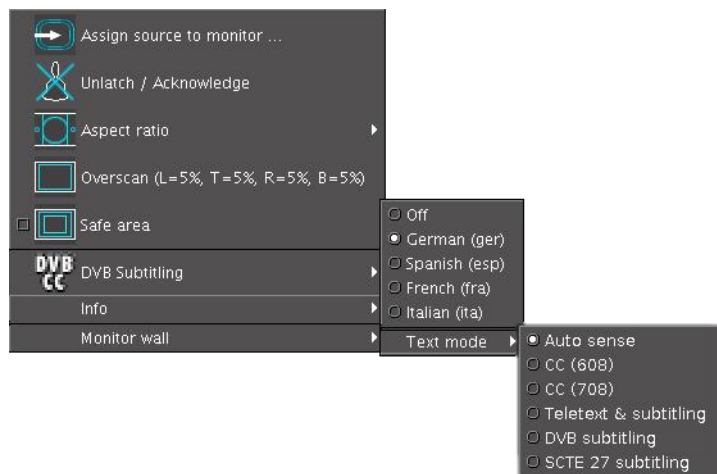 Assign source to monitor ...
Unlatch / Acknowledge
Aspect ratio
Overscan (L=5%, T=5%, R=5%, B=5%)
Safe area
DVB CC DVB Subtitling
Info
Monitor wall
Off
German (ger)
Spanish (esp)
French (fra)
Italian (ita)
Text mode
Auto sense
CC (608)
CC (708)
Teletext & subtitling
DVB subtitling
SCTE 27 subtitling